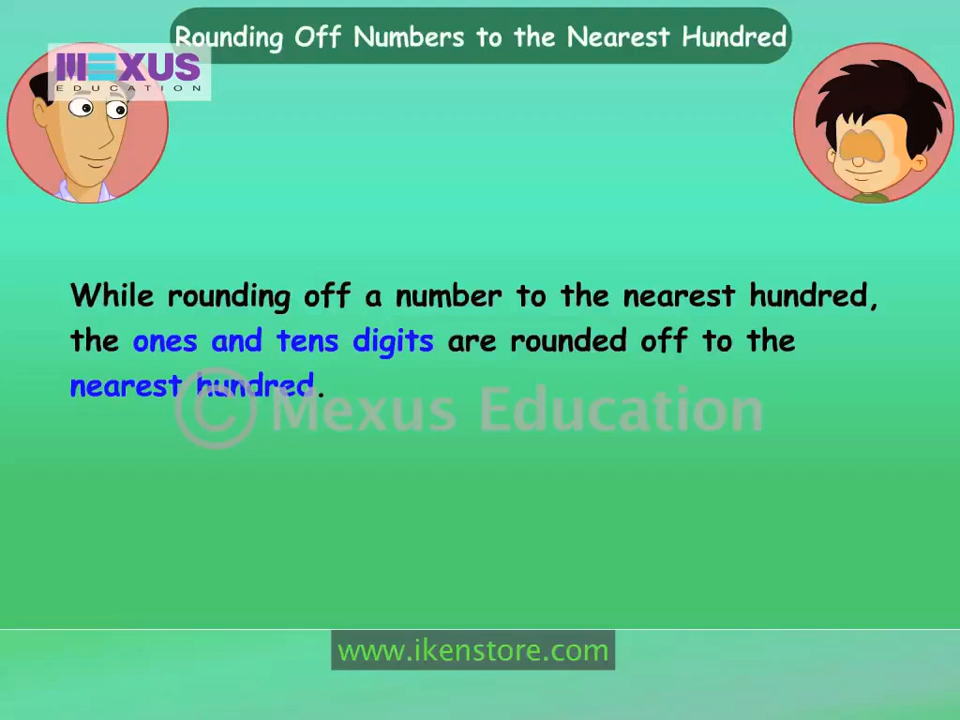 Rounding Off Numbers to the Nearest Hundred
MEXUS
EDUCATION
While rounding off a number to the nearest hundred,
the ones and tens digits are rounded off to the
nearest hundred.
© Mexus Education
www.ikenstore.com